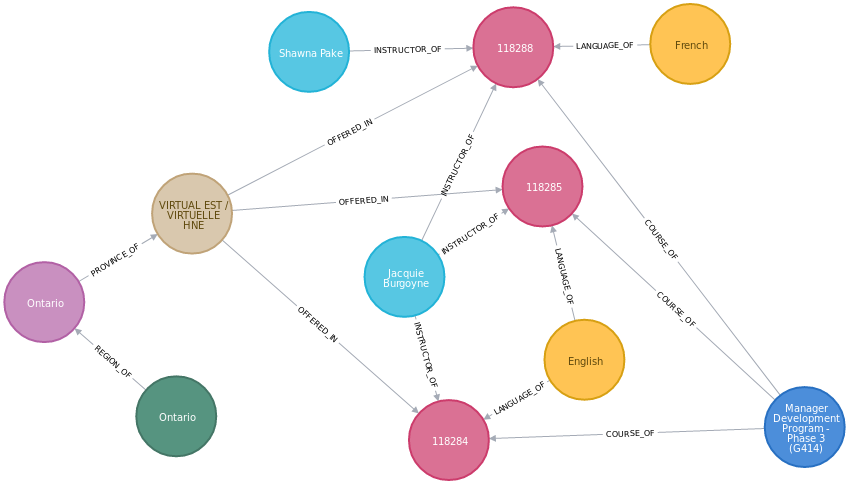 Shawna Pake
INSTRUCTOR_OF
118288
LANGUAGE_OF
French
OFFERED_IN
INSTRUCTOR_OF
118285
OFFERED_IN
VIRTUAL EST /
VIRTUELLE
HNE
INSTRUCTOR_OF
COURSE_OF
PROVINCE_OF
Jacquie
Burgoyne
LANGUAGE_OF
Ontario
OFFERED_IN
COURSE_OF
REGION_OF
INSTRUCTOR_OF
English
LANGUAGE_OF
Ontario
118284
COURSE_OF
Manager
Development
Program -
Phase 3
(G414)